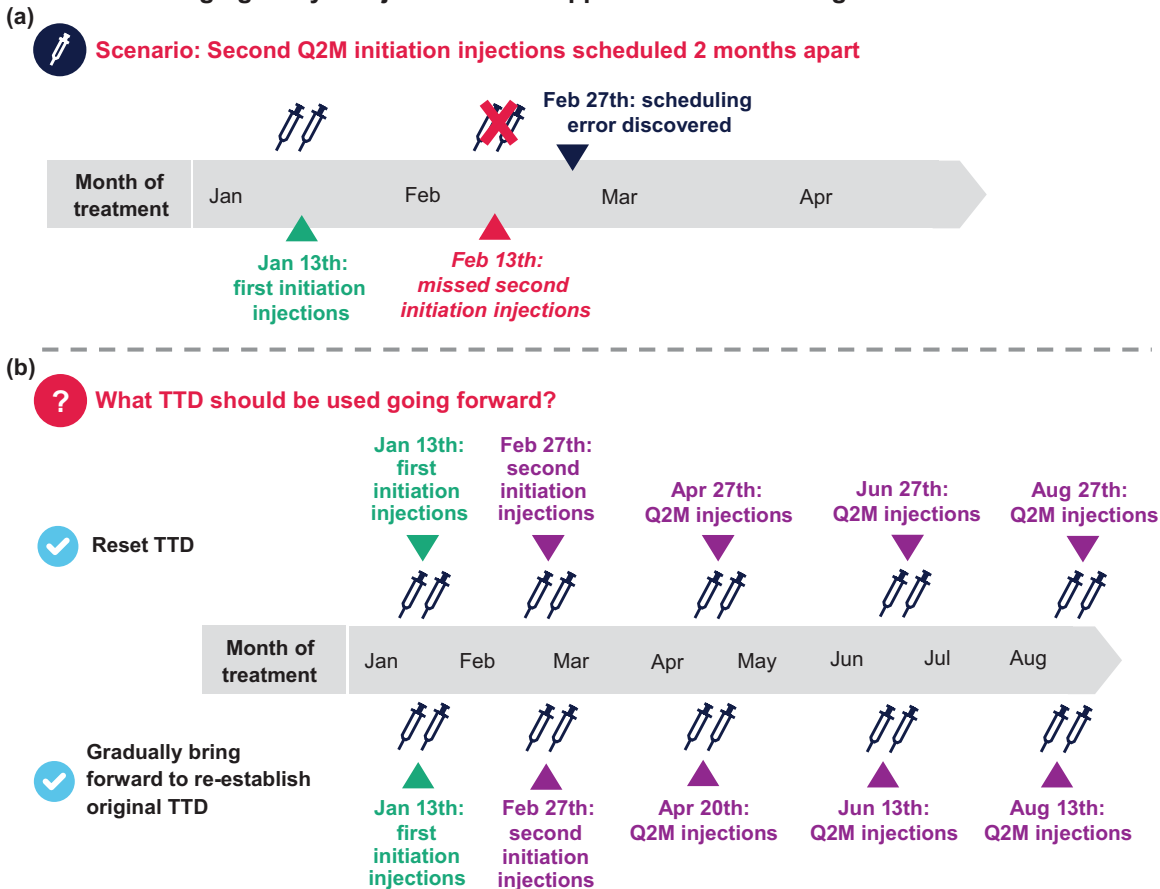 (a)
Scenario: Second Q2M initiation injections scheduled 2 months apart
Feb 27th: scheduling
error discovered
Month of
treatment
Jan
Feb
Mar
Apr
Jan 13th:
first initiation
injections
Feb 13th:
missed second
initiation injections
(b)
?
What TTD should be used going forward?
Jan 13th:
first
initiation
injections
Feb 27th:
second
initiation
injections
Apr 27th:
Q2M injections
Jun 27th:
Q2M injections
Aug 27th:
Q2M injections
Reset TTD
Month of
treatment
Jan
Feb
Mar
Apr
May
Jun
Jul
Aug
Gradually bring
forward to re-establish
original TTD
Jan 13th:
first
initiation
injections
Feb 27th:
second
initiation
injections
Apr 20th:
Q2M injections
Jun 13th:
Q2M injections
Aug 13th:
Q2M injections